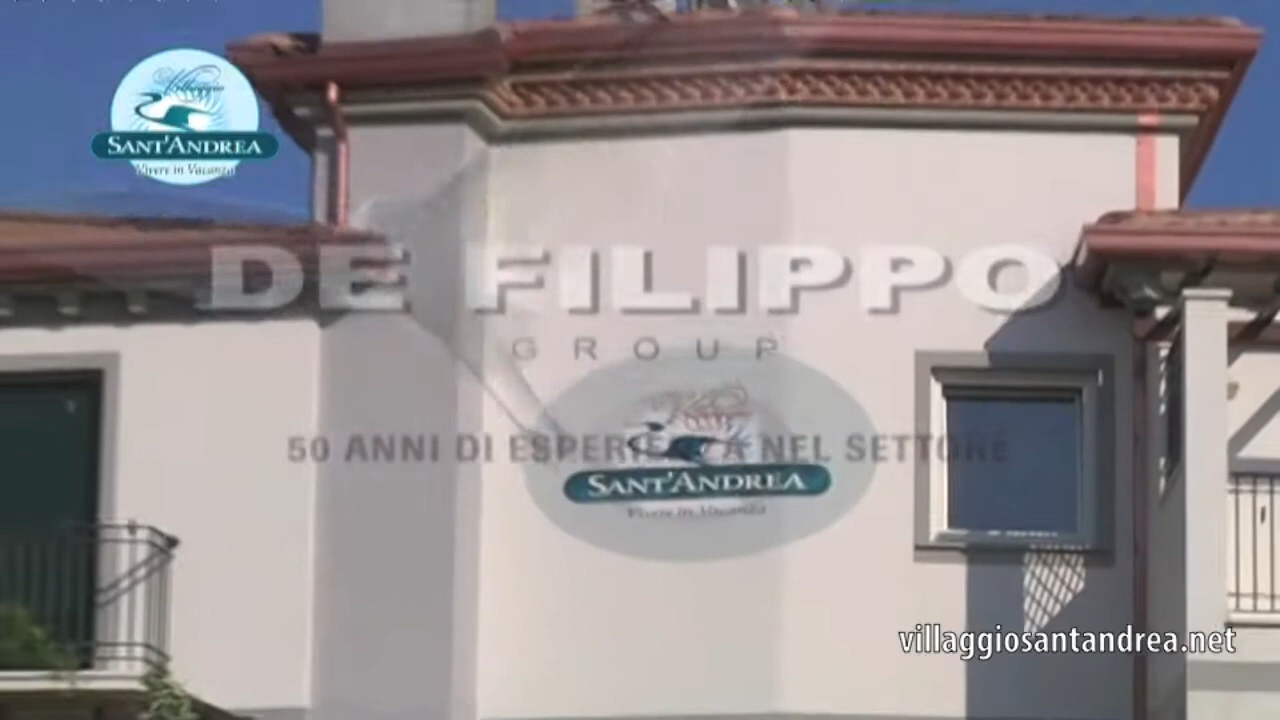 Villaggio
SANT'ANDREA
Vivere in Vacanza
DE FILIPPO
GROUP
50 ANNI DI ESPERIENZA NEL SETTORE
SANT'ANDREA
Vivere in Vacanza
villaggiosantandrea.net